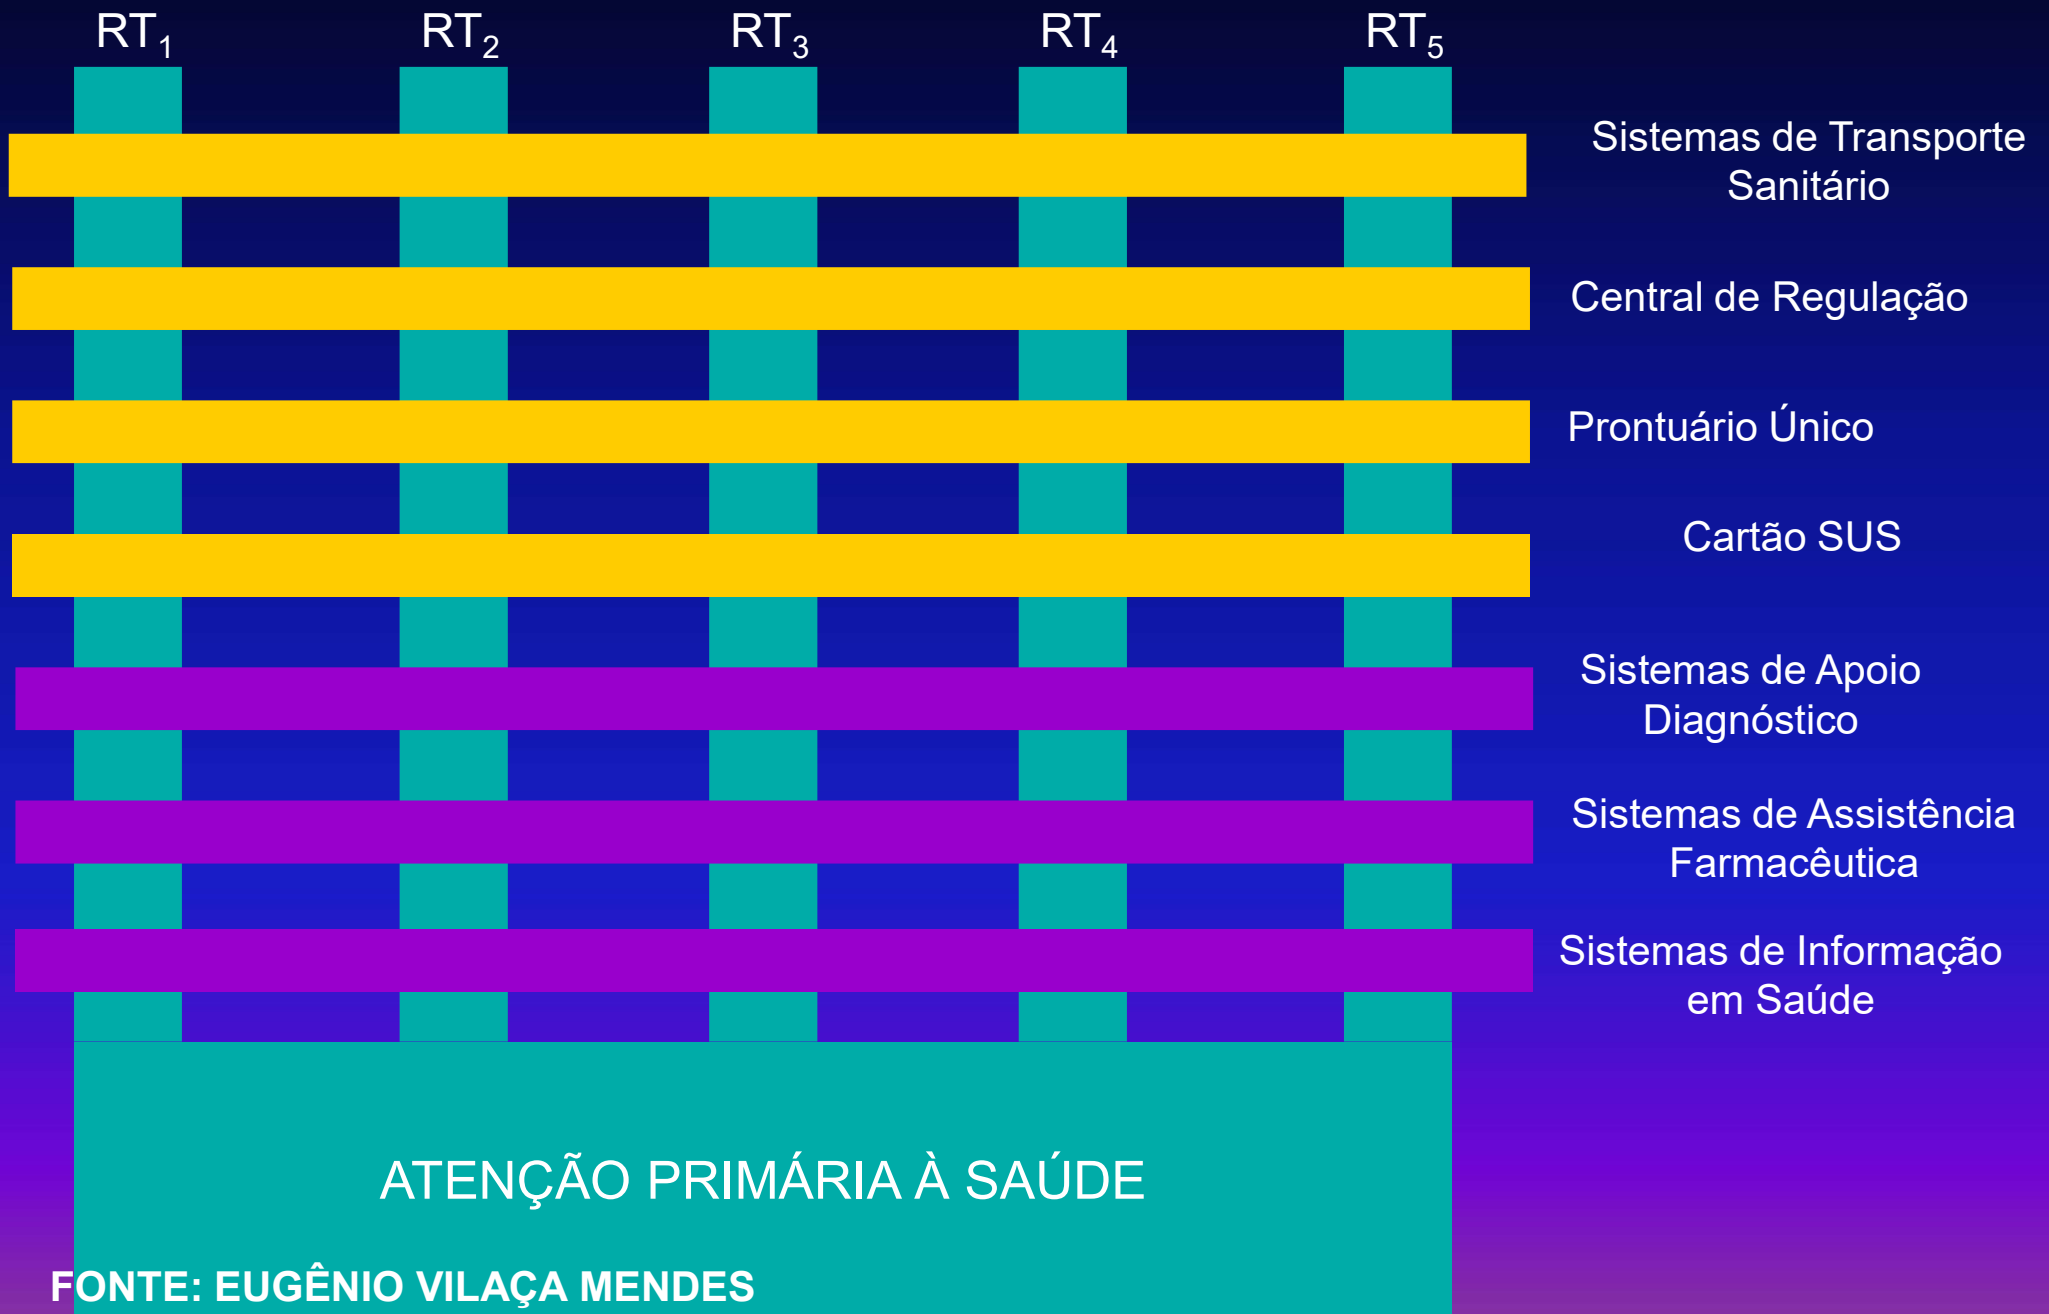 RT₁ RT₂ RT₃ RT₄ RT₅
Sistemas de Transporte
Sanitário
Central de Regulação
Prontuário Único
Cartão SUS
Sistemas de Apoio
Diagnóstico
Sistemas de Assistência
Farmacêutica
Sistemas de Informação
em Saúde
ATENÇÃO PRIMÁRIA À SAÚDE
FONTE: EUGÊNIO VILAÇA MENDES